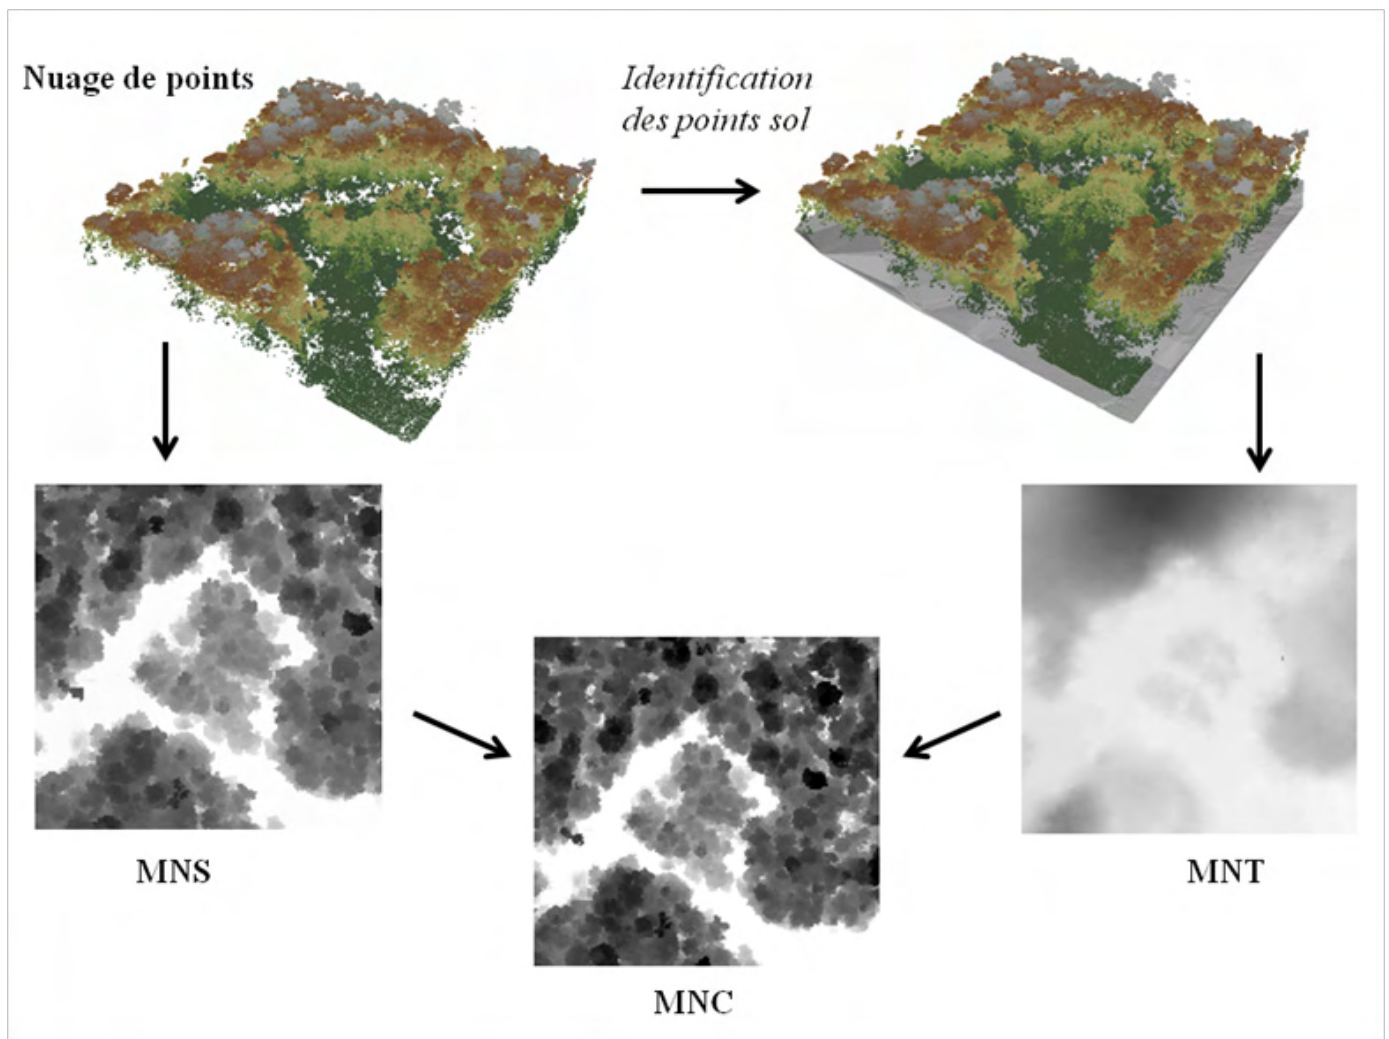 Nuage de points
Identification
des points sol
MNS
MNT
MNC